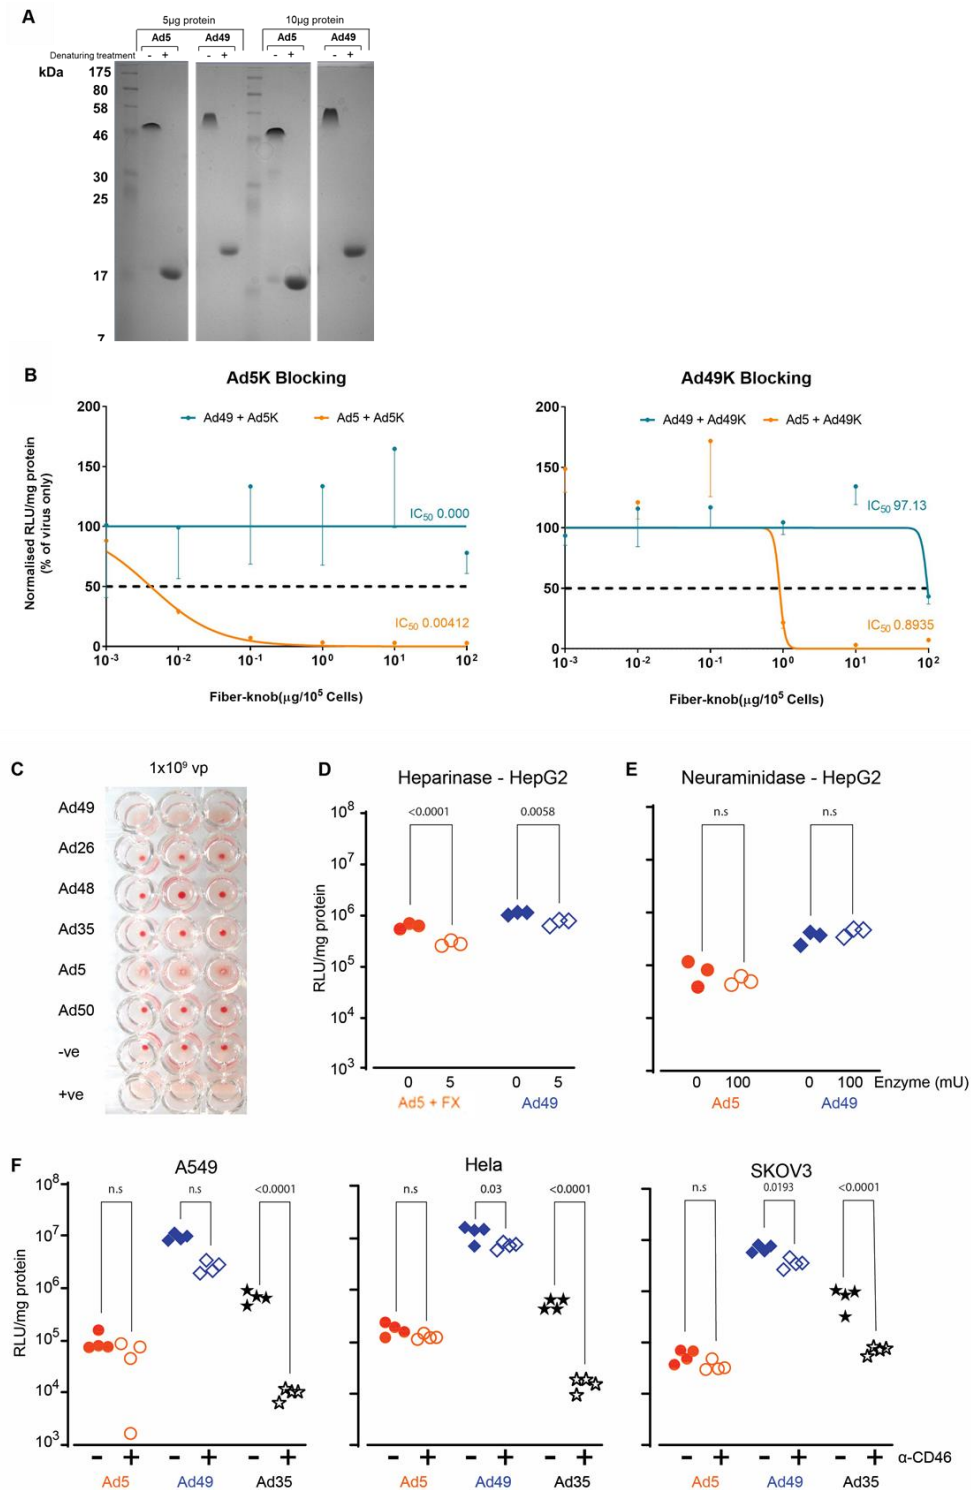 A
5µg protein 10µg protein
Ad5 Ad49 Ad5 Ad49
Denaturing treatment - + - + - + - +
kDa
175
80
58
46
30
25
17
7
B
Ad5K Blocking
Normalised RLU/mg protein
(% of virus only)
200
150
100
50
0
Ad49 + Ad5K Ad5 + Ad5K
IC50 0.000
IC50 0.00412
10-3 10-2 10-1 100 101 102
Fiber-knob(µg/105 Cells)
Ad49K Blocking
200
150
100
50
0
Ad49 + Ad49K Ad5 + Ad49K
IC50 97.13
IC50 0.8935
10-3 10-2 10-1 100 101 102
Fiber-knob(µg/105 Cells)
C
1x109 vp
Ad49
Ad26
Ad48
Ad35
Ad5
Ad50
-ve
+ve
D
Heparinase - HepG2
RLU/mg protein
108
107
106
105
104
103
<0.0001 0.0058
0 5 0 5
Ad5 + FX Ad49
E
Neuraminidase - HepG2
n.s n.s
0 100 0 100 Enzyme (mU)
Ad5 Ad49
F
A549
RLU/mg protein
108
107
106
105
104
103
n.s n.s <0.0001
- + - + - +
Ad5 Ad49 Ad35
Hela
n.s 0.03 <0.0001
- + - + - +
Ad5 Ad49 Ad35
SKOV3
n.s 0.0193 <0.0001
- + - + - + α-CD46
Ad5 Ad49 Ad35